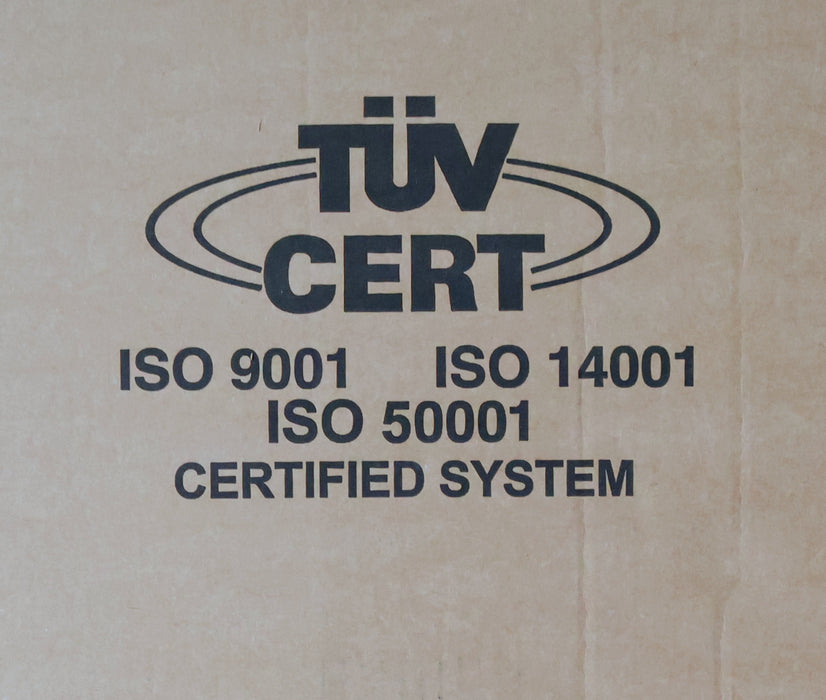 TÜV
CERT
ISO 9001 ISO 14001
ISO 50001
CERTIFIED SYSTEM